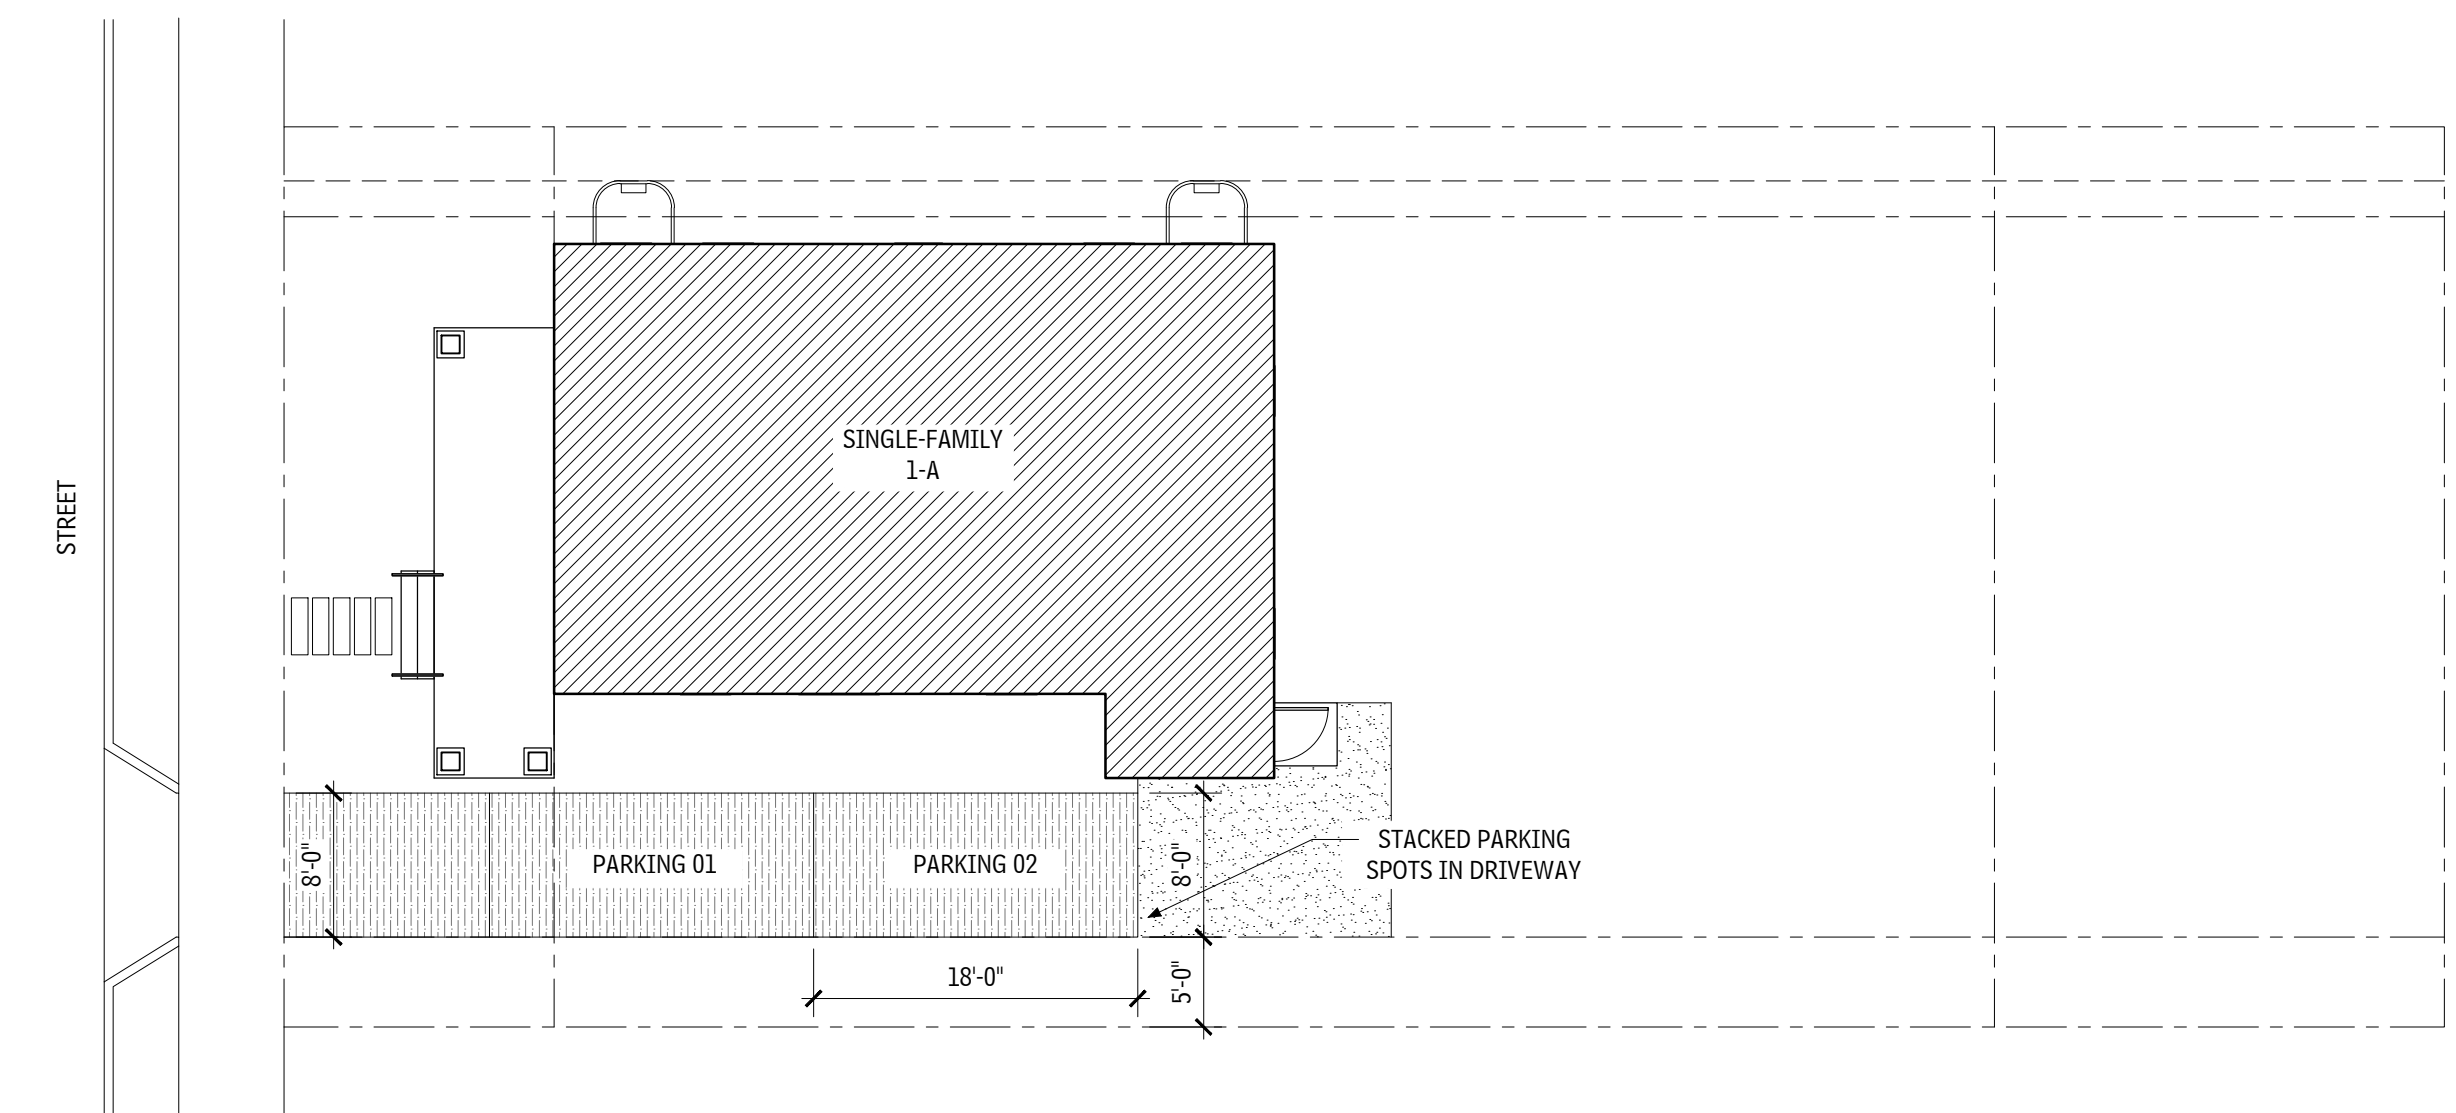 STREET
SINGLE-FAMILY
1-A
8'-0"
PARKING 01
PARKING 02
8'-0"
STACKED PARKING
SPOTS IN DRIVEWAY
18'-0"
5'-0"